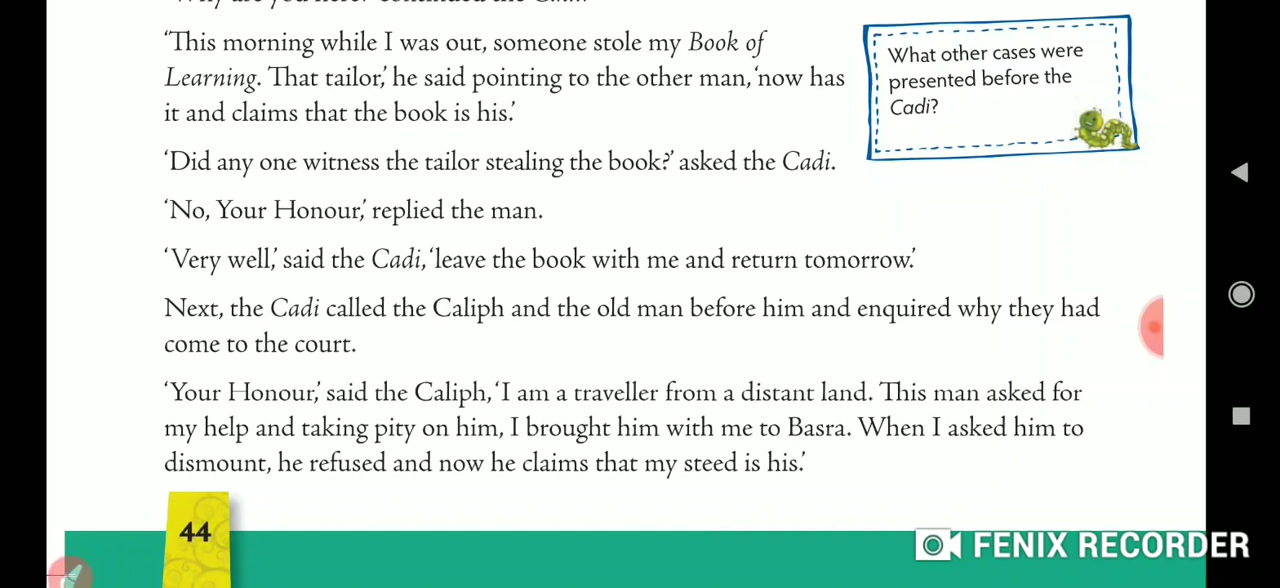 'This morning while I was out, someone stole my Book of
Learning. That tailor,' he said pointing to the other man, 'now has
it and claims that the book is his.'
What other cases were
presented before the
Cadi?
'Did any one witness the tailor stealing the book?' asked the Cadi.
'No, Your Honour,' replied the man.
'Very well,' said the Cadi, 'leave the book with me and return tomorrow.'
Next, the Cadi called the Caliph and the old man before him and enquired why they had
come to the court.
'Your Honour,' said the Caliph, 'I am a traveller from a distant land. This man asked for
my help and taking pity on him, I brought him with me to Basra. When I asked him to
dismount, he refused and now he claims that my steed is his.'
44
FENIX RECORDER